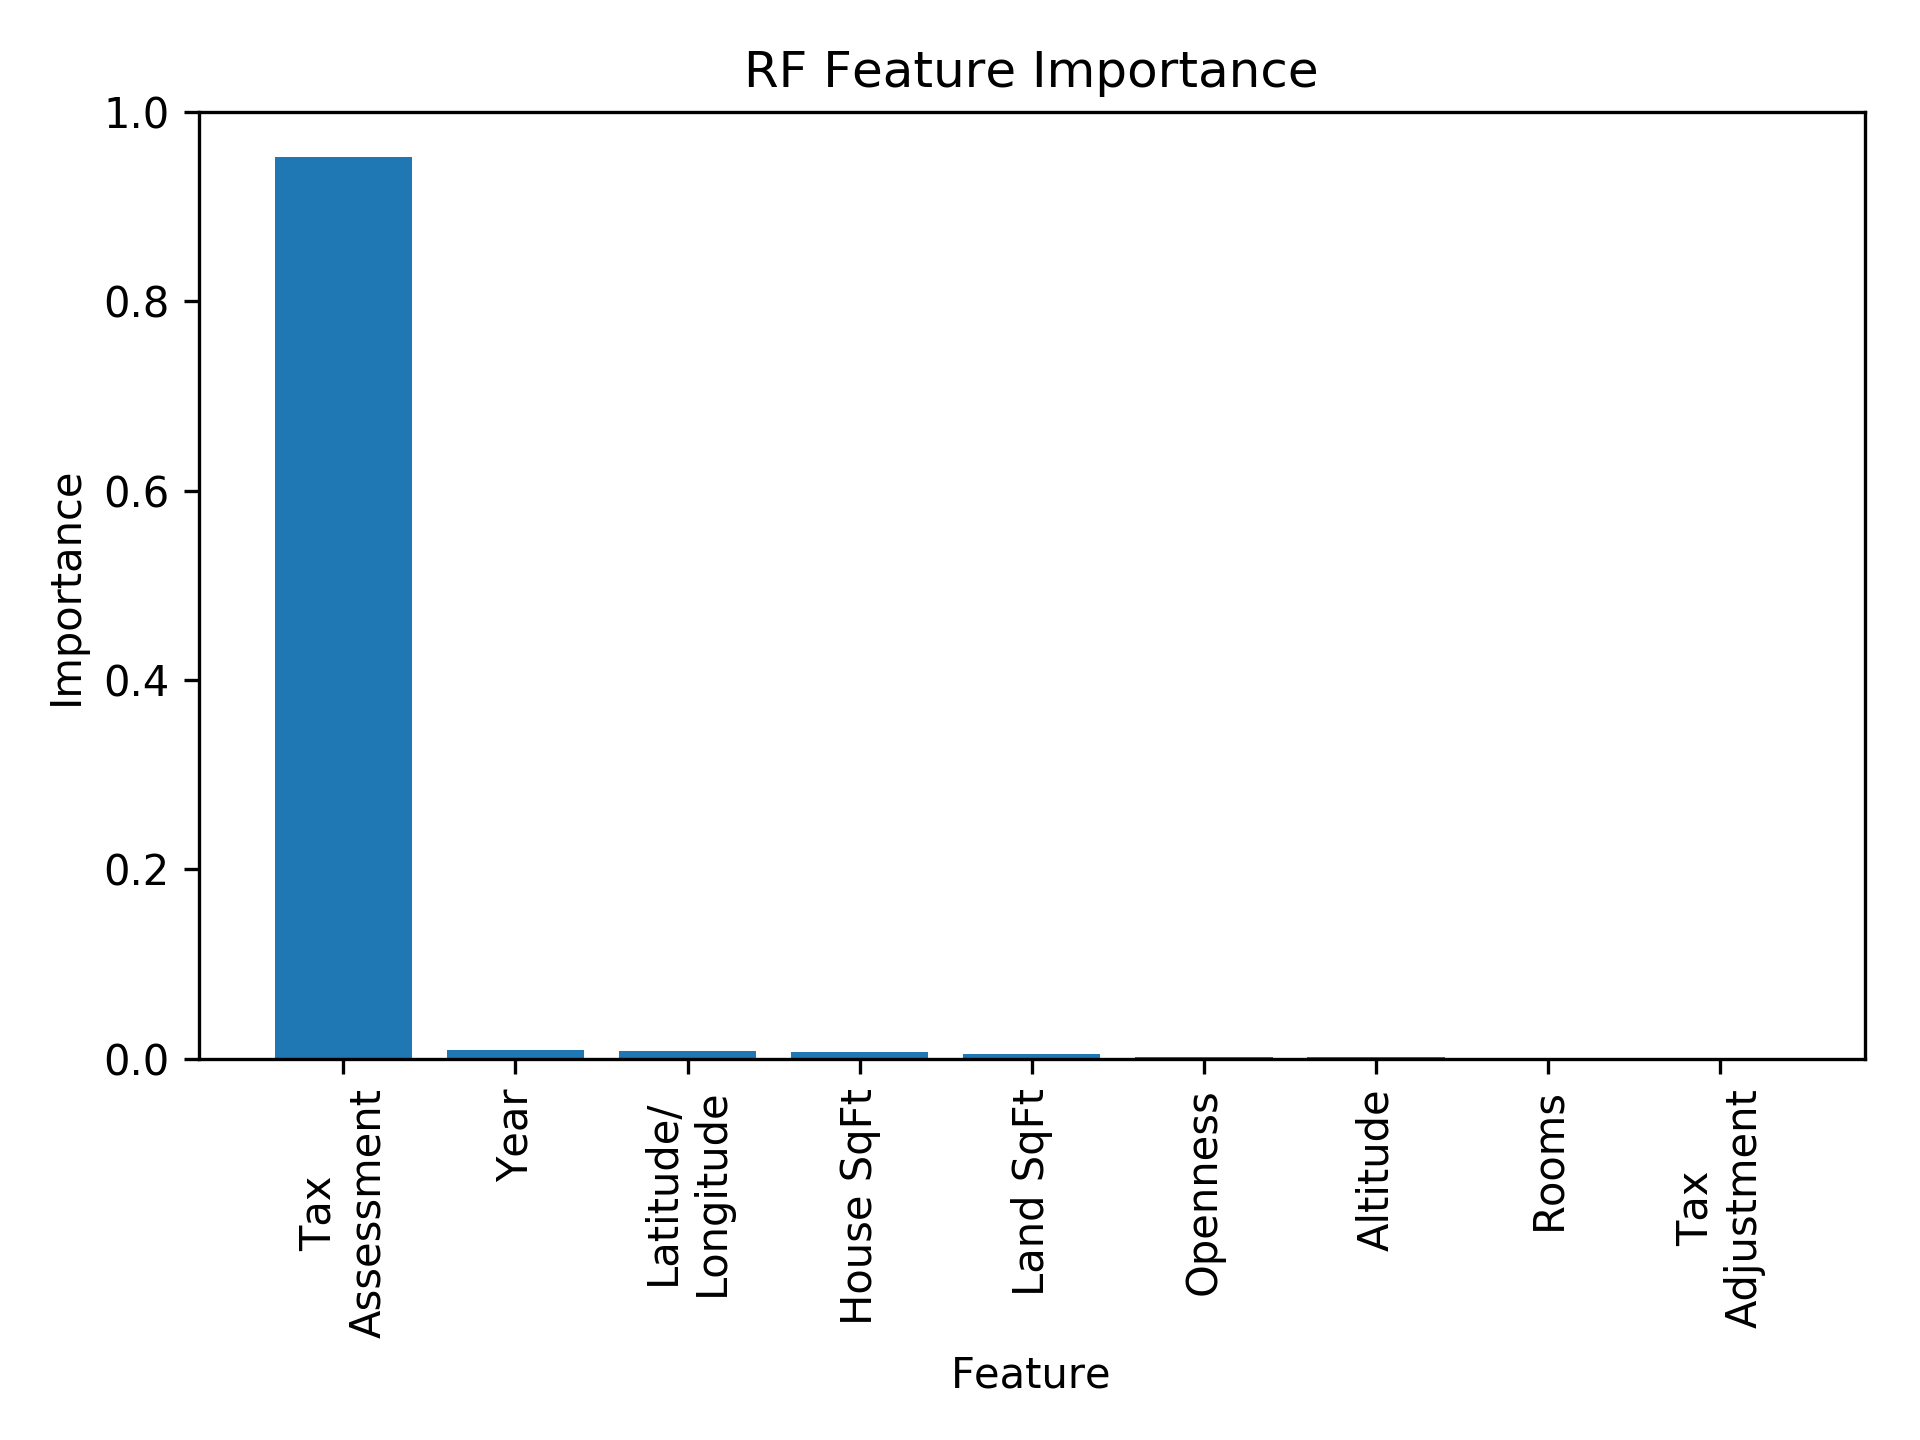 RF Feature Importance
Importance
1.0
0.8
0.6
0.4
0.2
0.0
Tax
Assessment
Year
Latitude/
Longitude
House SqFt
Land SqFt
Openness
Altitude
Rooms
Tax
Adjustment
Feature